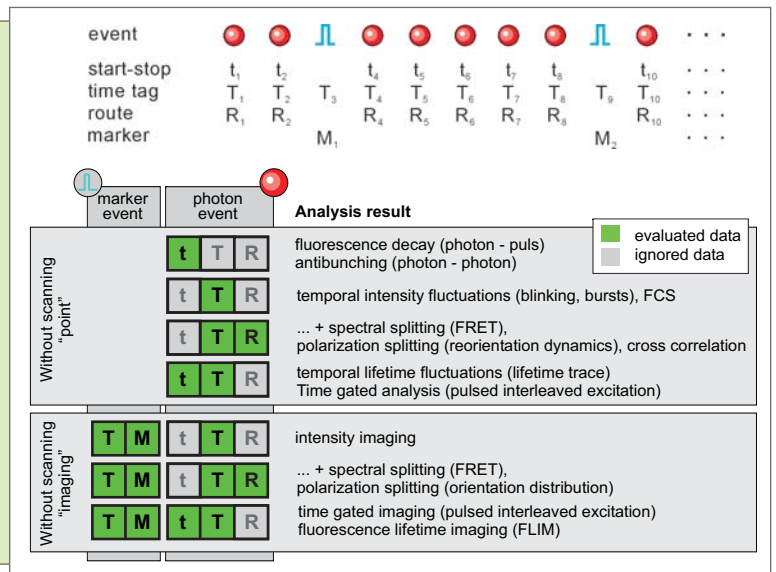 event · · ·
start-stop t₁ t₂ t₄ t₅ t₆ t₇ t₈ t₁₀ · · ·
time tag T₁ T₂ T₃ T₄ T₅ T₆ T₇ T₈ T₉ T₁₀ · · ·
route R₁ R₂ R₄ R₅ R₆ R₇ R₈ R₁₀ · · ·
marker M₁ M₂ · · ·
marker event
photon event
Analysis result
evaluated data
ignored data
Without scanning
"point"
t T R
fluorescence decay (photon - puls)
antibunching (photon - photon)
t T R
temporal intensity fluctuations (blinking, bursts), FCS
t T R
... + spectral splitting (FRET),
polarization splitting (reorientation dynamics), cross correlation
t T R
temporal lifetime fluctuations (lifetime trace)
Time gated analysis (pulsed interleaved excitation)
Without scanning
"imaging"
T M t T R
intensity imaging
T M t T R
... + spectral splitting (FRET),
polarization splitting (orientation distribution)
T M t T R
time gated imaging (pulsed interleaved excitation)
fluorescence lifetime imaging (FLIM)